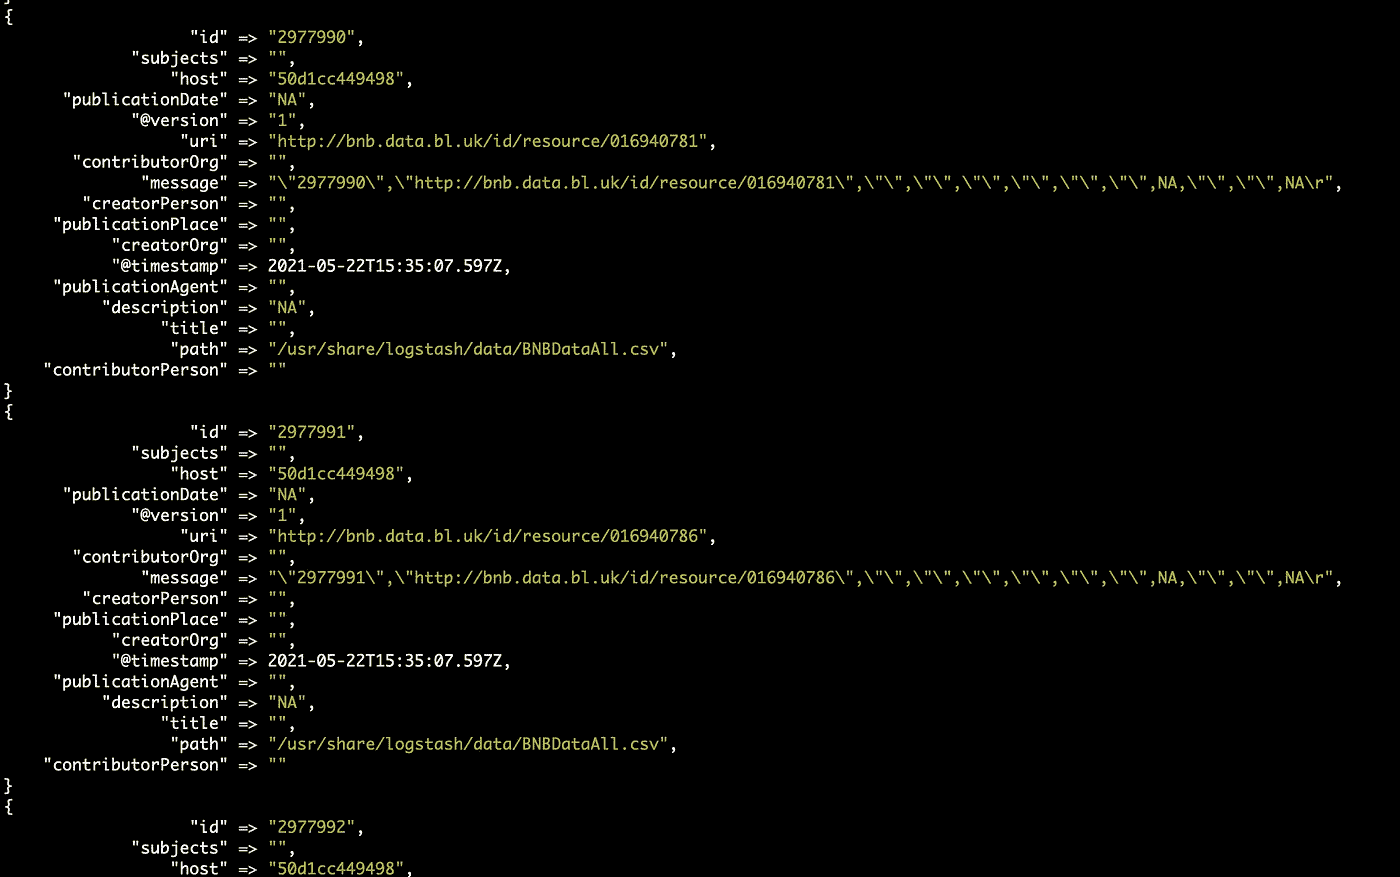 }
{
"id" => "2977990",
"subjects" => "",
"host" => "50d1cc449498",
"publicationDate" => "NA",
"@version" => "1",
"uri" => "http://bnb.data.bl.uk/id/resource/016940781",
"contributorOrg" => "",
"message" => "\"2977990\",\"http://bnb.data.bl.uk/id/resource/016940781\",\"\",\"\",\"\",\"\",\"\",\"\",NA,\"\",\"\",NA\r",
"creatorPerson" => "",
"publicationPlace" => "",
"creatorOrg" => "",
"@timestamp" => 2021-05-22T15:35:07.597Z,
"publicationAgent" => "",
"description" => "NA",
"title" => "",
"path" => "/usr/share/logstash/data/BNBDataAll.csv",
"contributorPerson" => ""
}
{
"id" => "2977991",
"subjects" => "",
"host" => "50d1cc449498",
"publicationDate" => "NA",
"@version" => "1",
"uri" => "http://bnb.data.bl.uk/id/resource/016940786",
"contributorOrg" => "",
"message" => "\"2977991\",\"http://bnb.data.bl.uk/id/resource/016940786\",\"\",\"\",\"\",\"\",\"\",\"\",NA,\"\",\"\",NA\r",
"creatorPerson" => "",
"publicationPlace" => "",
"creatorOrg" => "",
"@timestamp" => 2021-05-22T15:35:07.597Z,
"publicationAgent" => "",
"description" => "NA",
"title" => "",
"path" => "/usr/share/logstash/data/BNBDataAll.csv",
"contributorPerson" => ""
}
{
"id" => "2977992",
"subjects" => "",
"host" => "50d1cc449498",